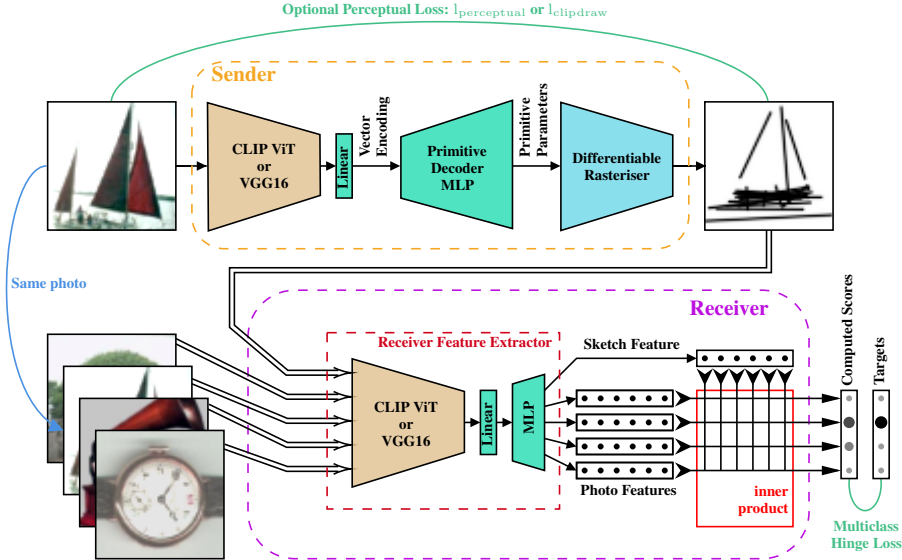 Optional Perceptual Loss: l_perceptual or l_clipdraw
Sender
CLIP ViT
or
VGG16
Linear
Vector
Encoding
Primitive
Decoder
MLP
Primitive
Parameters
Differentiable
Rasteriser
Same photo
Receiver
Receiver Feature Extractor
CLIP ViT
or
VGG16
Linear
MLP
Sketch Feature
Photo Features
inner
product
Computed Scores
Targets
Multiclass
Hinge Loss